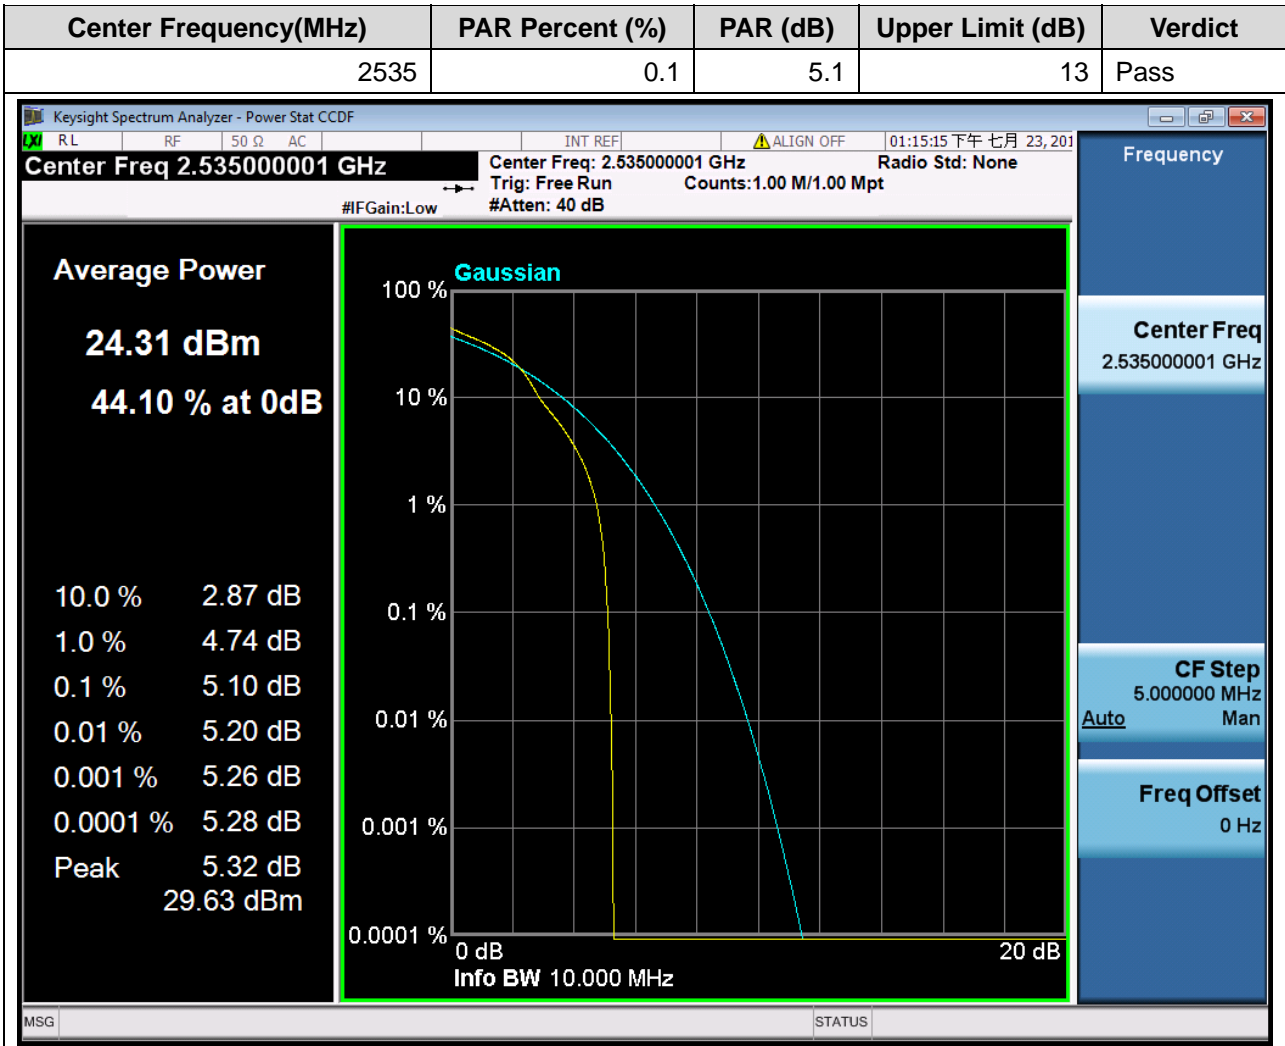 Center Frequency(MHz) PAR Percent (%) PAR (dB) Upper Limit (dB) Verdict
2535 0.1 5.1 13 Pass
Keysight Spectrum Analyzer - Power Stat CCDF
LXI RL RF 50 Ω AC INT REF ALIGN OFF 01:15:15 下午 七月 23, 201
Center Freq 2.535000001 GHz
Center Freq: 2.535000001 GHz Radio Std: None
Trig: Free Run Counts:1.00 M/1.00 Mpt
#IFGain:Low #Atten: 40 dB
Frequency
Average Power
24.31 dBm
44.10 % at 0dB
10.0 % 2.87 dB
1.0 % 4.74 dB
0.1 % 5.10 dB
0.01 % 5.20 dB
0.001 % 5.26 dB
0.0001 % 5.28 dB
Peak 5.32 dB
29.63 dBm
Gaussian
100 %
10 %
1 %
0.1 %
0.01 %
0.001 %
0.0001 %
0 dB 20 dB
Info BW 10.000 MHz
Center Freq
2.535000001 GHz
CF Step
5.000000 MHz
Auto Man
Freq Offset
0 Hz
MSG STATUS